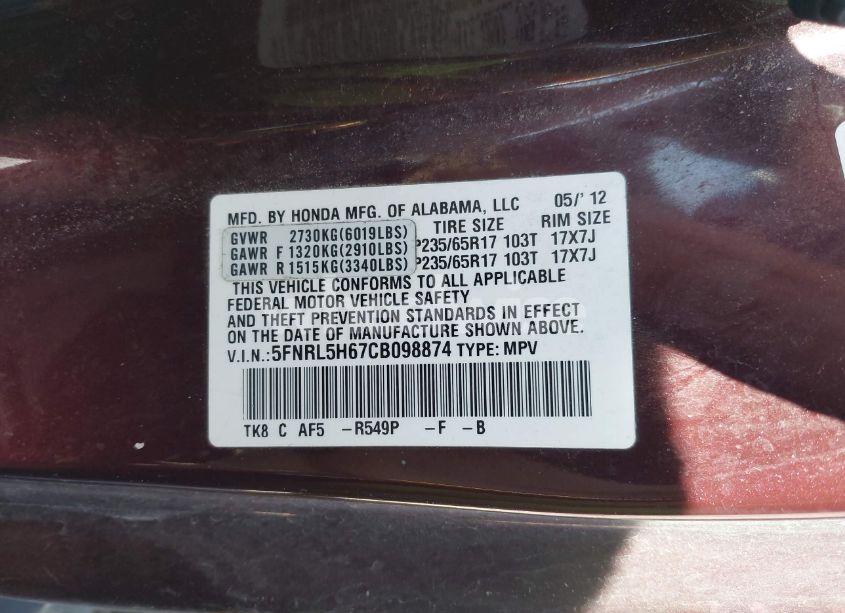 MFD. BY HONDA MFG. OF ALABAMA, LLC 05/'12
TIRE SIZE RIM SIZE
GVWR 2730KG(6019LBS)
GAWR F 1320KG(2910LBS) P235/65R17 103T 17X7J
GAWR R 1515KG(3340LBS) P235/65R17 103T 17X7J
THIS VEHICLE CONFORMS TO ALL APPLICABLE
FEDERAL MOTOR VEHICLE SAFETY
AND THEFT PREVENTION STANDARDS IN EFFECT
ON THE DATE OF MANUFACTURE SHOWN ABOVE.
V.I.N.:5FNRL5H67CB098874 TYPE:MPV
TK8 C AF5 -R549P -F -B